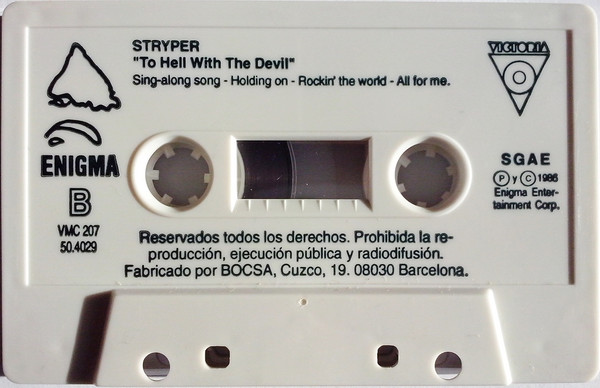 STRYPER
"To Hell With The Devil"
Sing-along song - Holding on - Rockin' the world - All for me.
VICTORIA
ENIGMA
B
VMC 207
50.4029
SGAE
Ⓟ y © 1986
Enigma Enter-
tainment Corp.
Reservados todos los derechos. Prohibida la re-
producción, ejecución pública y radiodifusión.
Fabricado por BOCSA, Cuzco, 19. 08030 Barcelona.